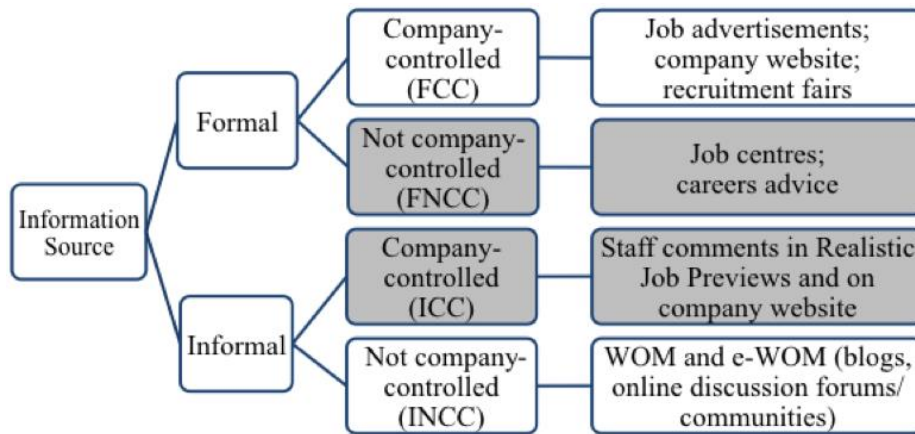 Information
Source
Formal
Informal
Company-
controlled
(FCC)
Job advertisements;
company website;
recruitment fairs
Not company-
controlled
(FNCC)
Job centres;
careers advice
Company-
controlled
(ICC)
Staff comments in Realistic
Job Previews and on
company website
Not company-
controlled
(INCC)
WOM and e-WOM (blogs,
online discussion forums/
communities)